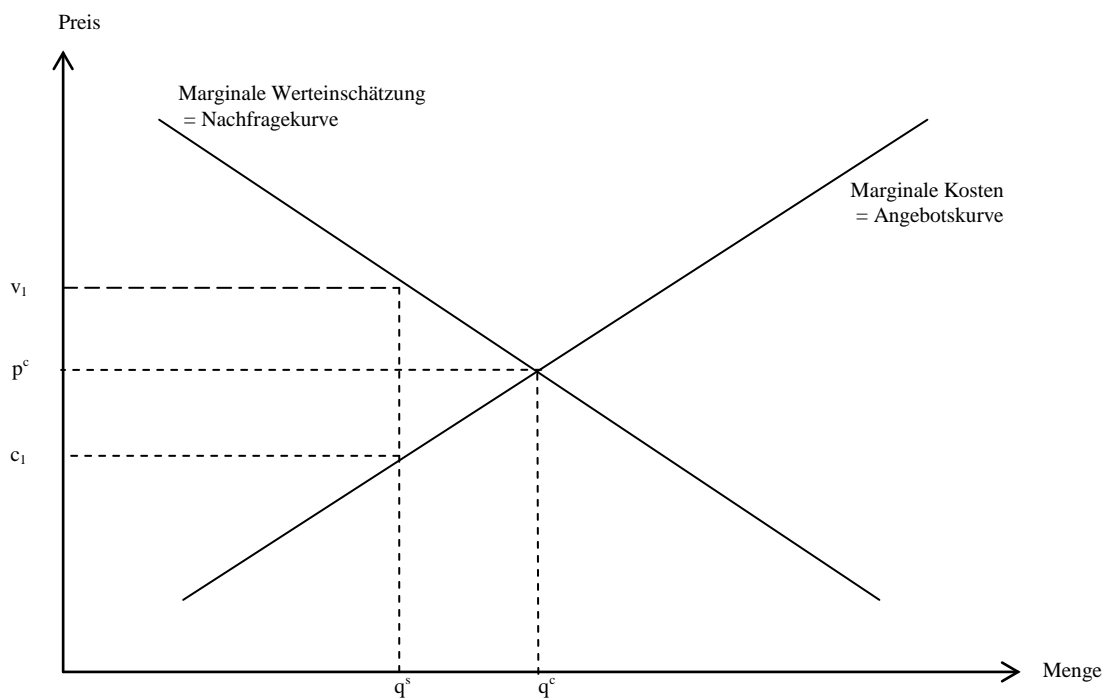 Preis
Marginale Werteinschätzung
= Nachfragekurve
Marginale Kosten
= Angebotskurve
v₁
pᶜ
c₁
qˢ qᶜ
Menge